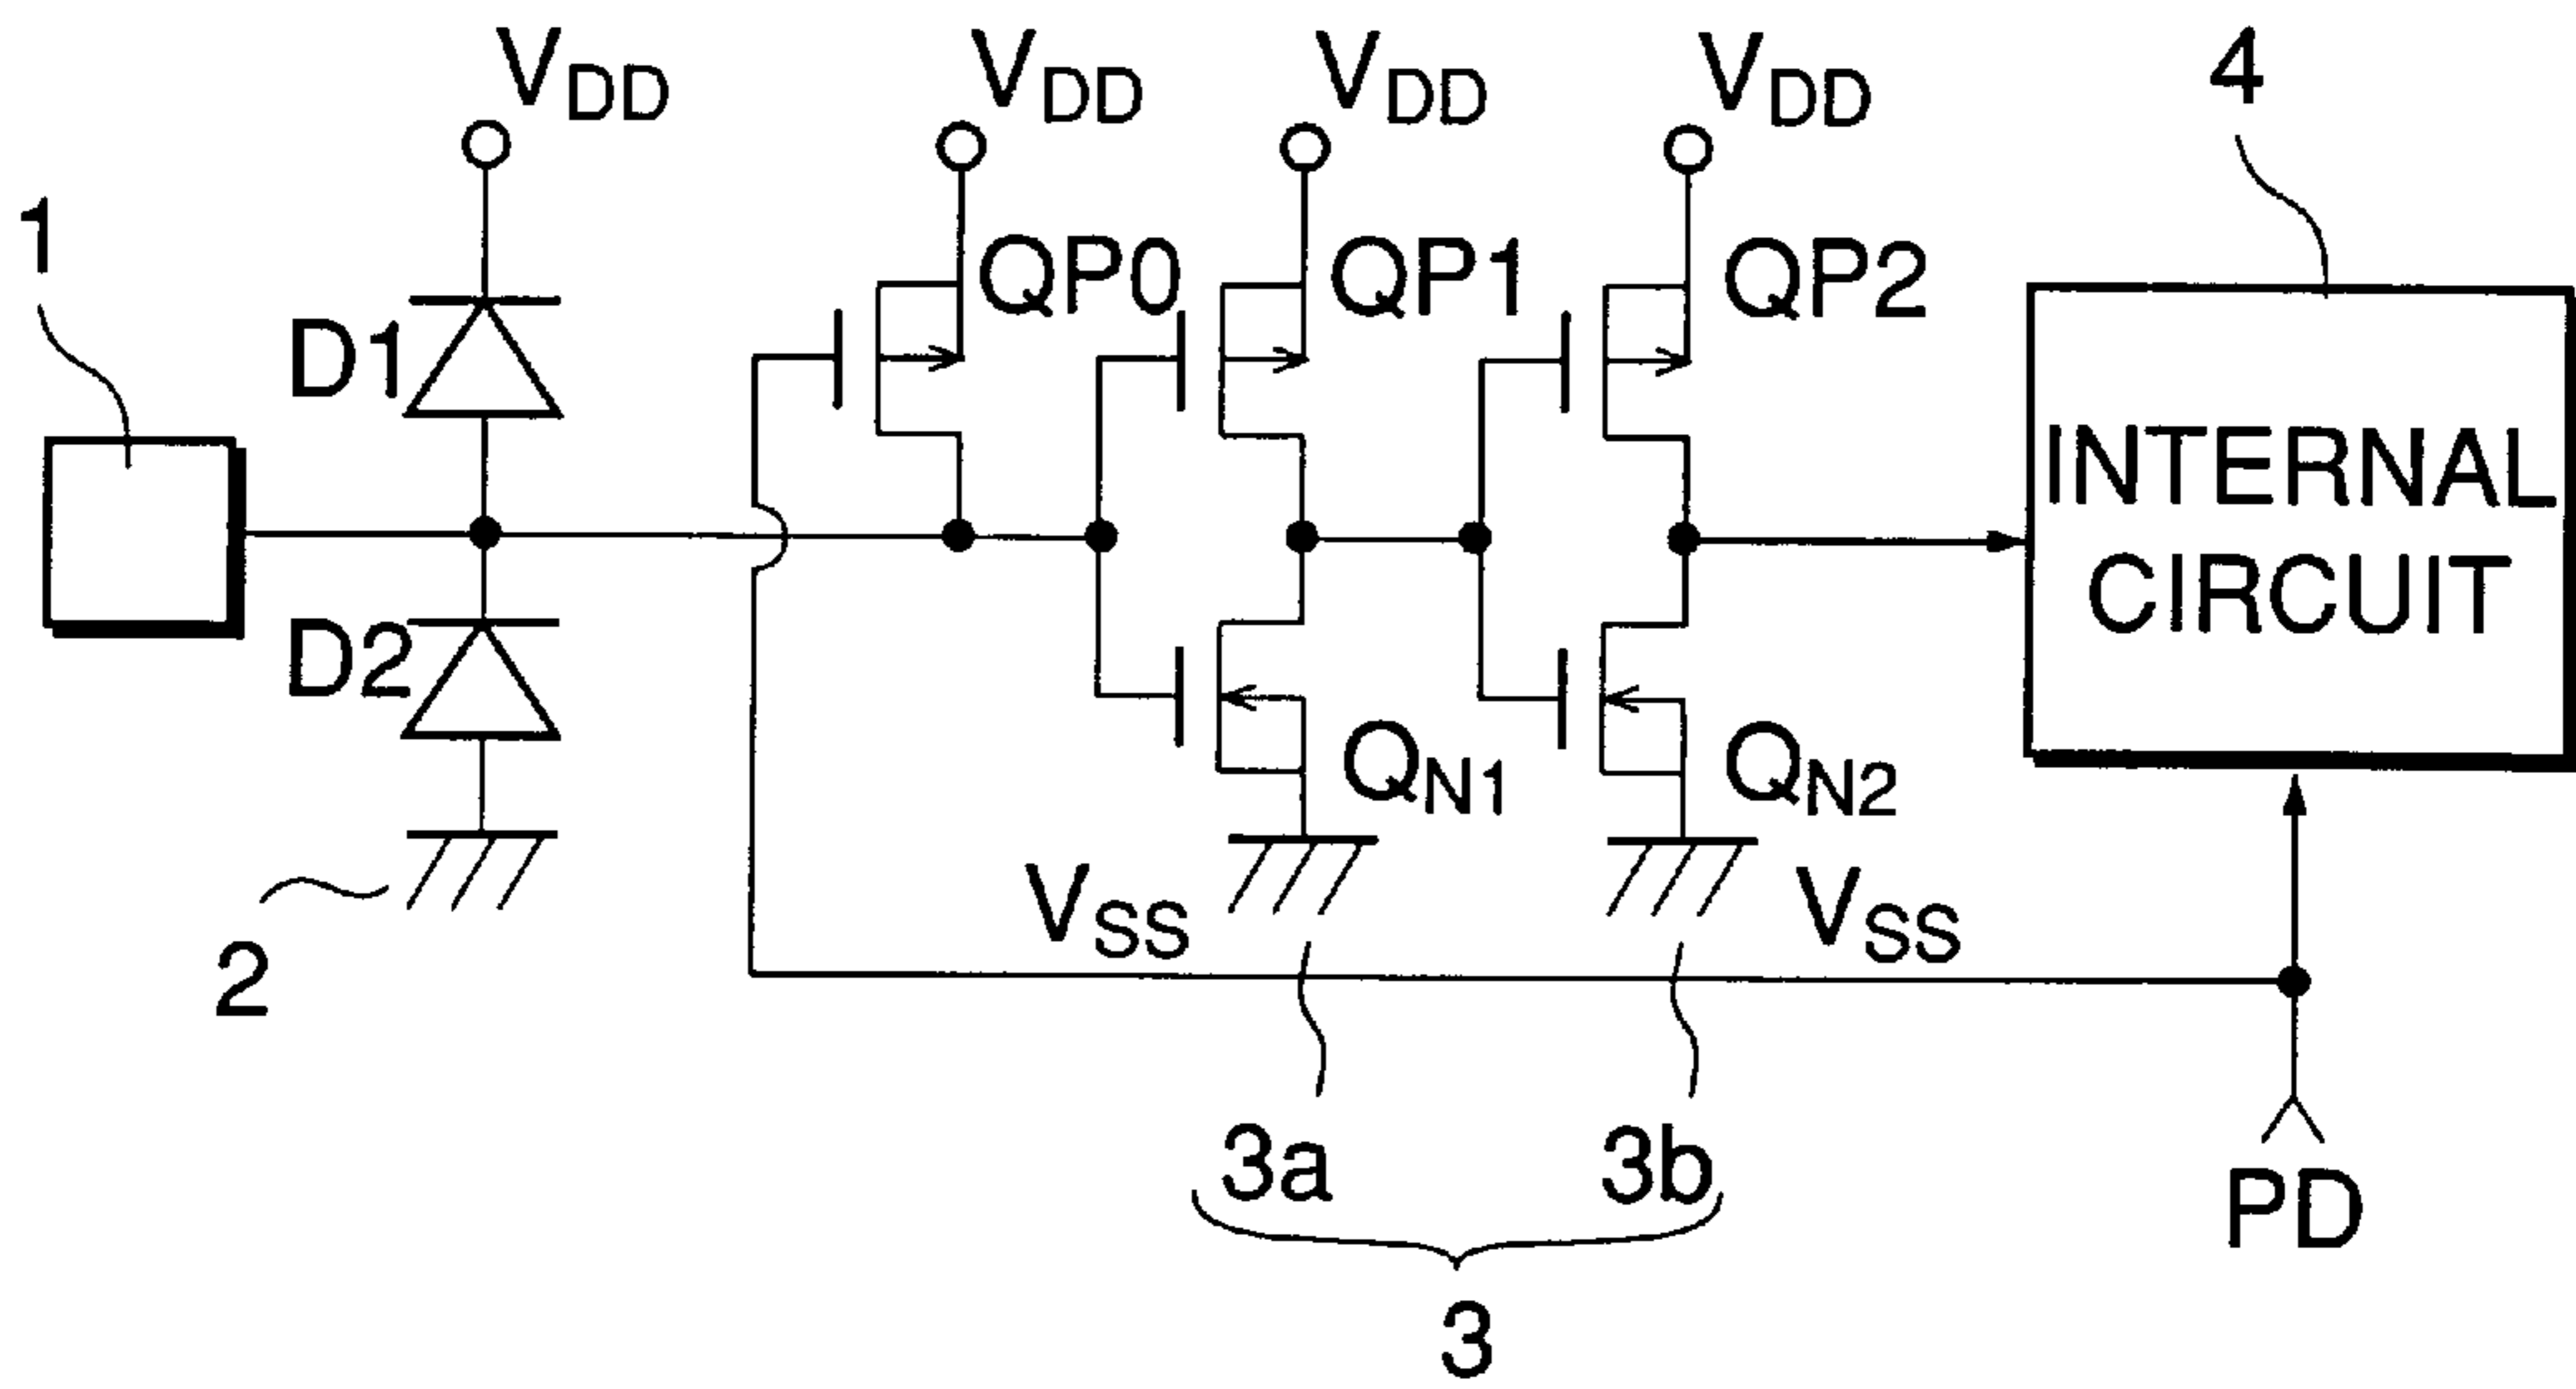 VDD VDD VDD VDD 4
1
QP0 QP1 QP2
D1
INTERNAL
CIRCUIT
D2
QN1 QN2
VSS VSS
2
3a 3b PD
3